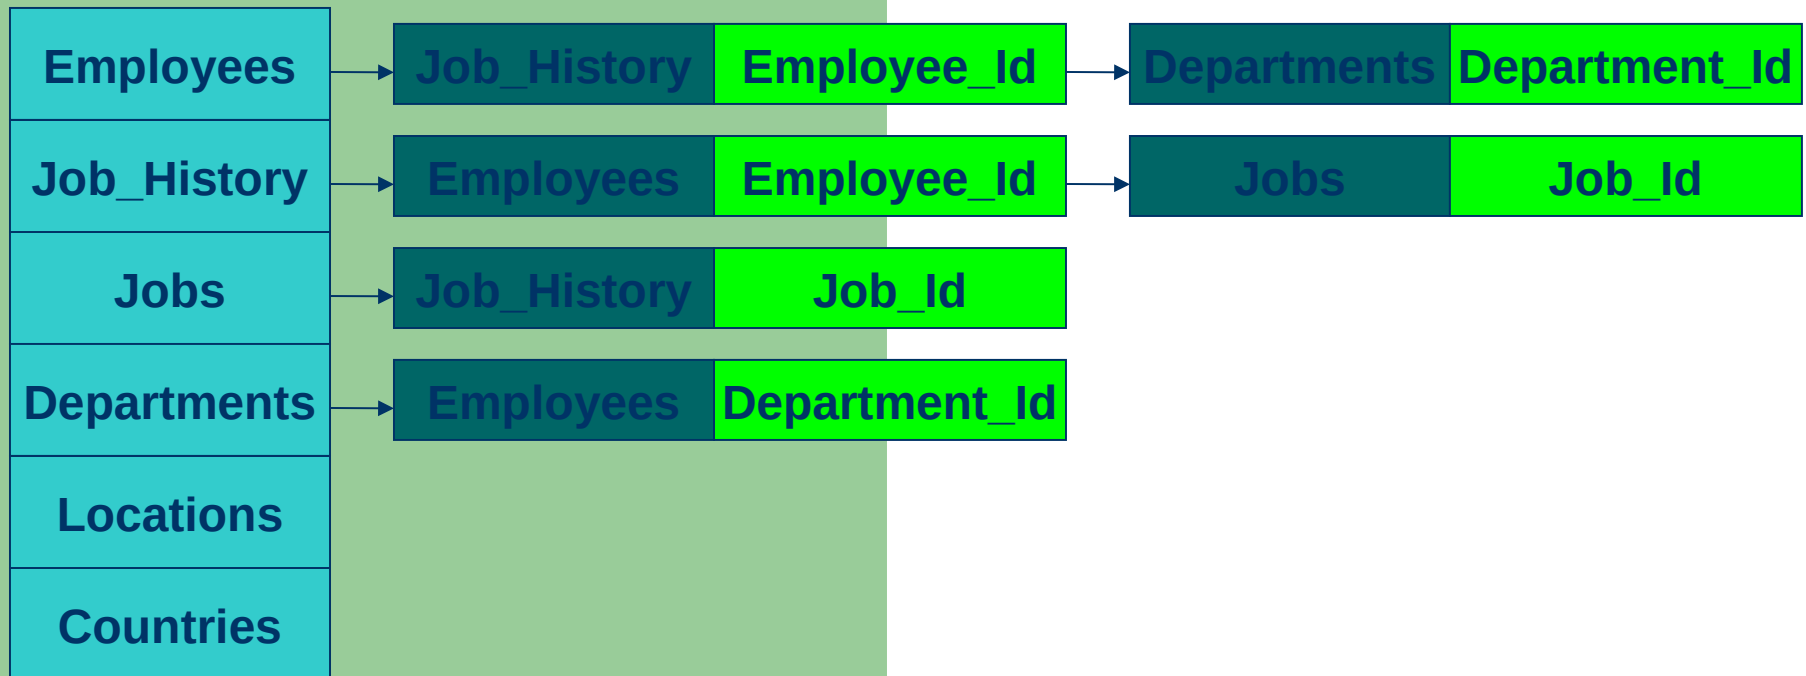 Employees Job_History Employee_Id Departments Department_Id
Job_History Employees Employee_Id Jobs Job_Id
Jobs Job_History Job_Id
Departments Employees Department_Id
Locations
Countries